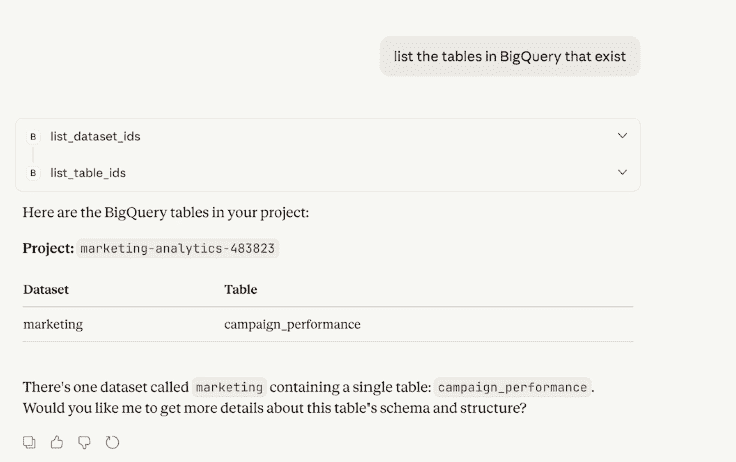 list the tables in BigQuery that exist
B list_dataset_ids
B list_table_ids
Here are the BigQuery tables in your project:
Project: marketing-analytics-483823
Dataset Table
marketing campaign_performance
There's one dataset called marketing containing a single table: campaign_performance.
Would you like me to get more details about this table's schema and structure?